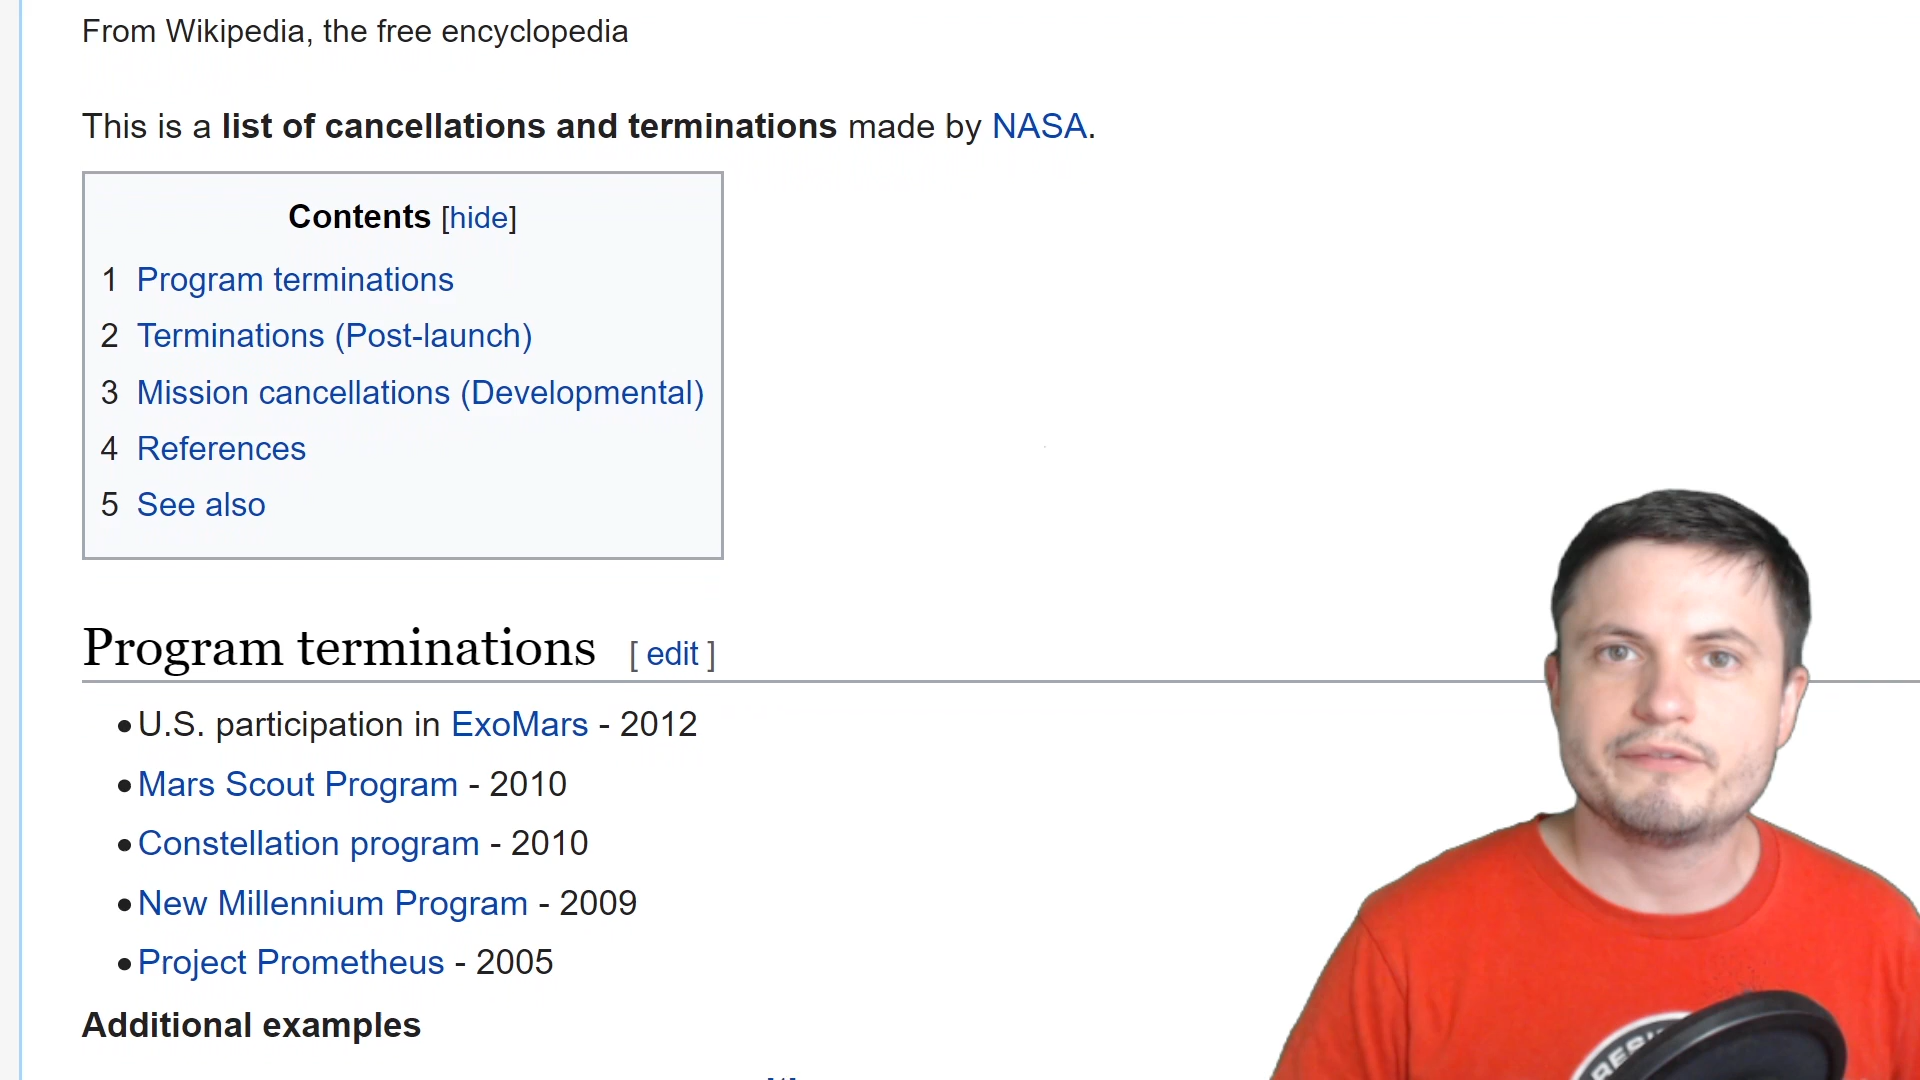 From Wikipedia, the free encyclopedia
This is a list of cancellations and terminations made by NASA.
Contents [hide]
1 Program terminations
2 Terminations (Post-launch)
3 Mission cancellations (Developmental)
4 References
5 See also
Program terminations [ edit ]
• U.S. participation in ExoMars - 2012
• Mars Scout Program - 2010
• Constellation program - 2010
• New Millennium Program - 2009
• Project Prometheus - 2005
Additional examples